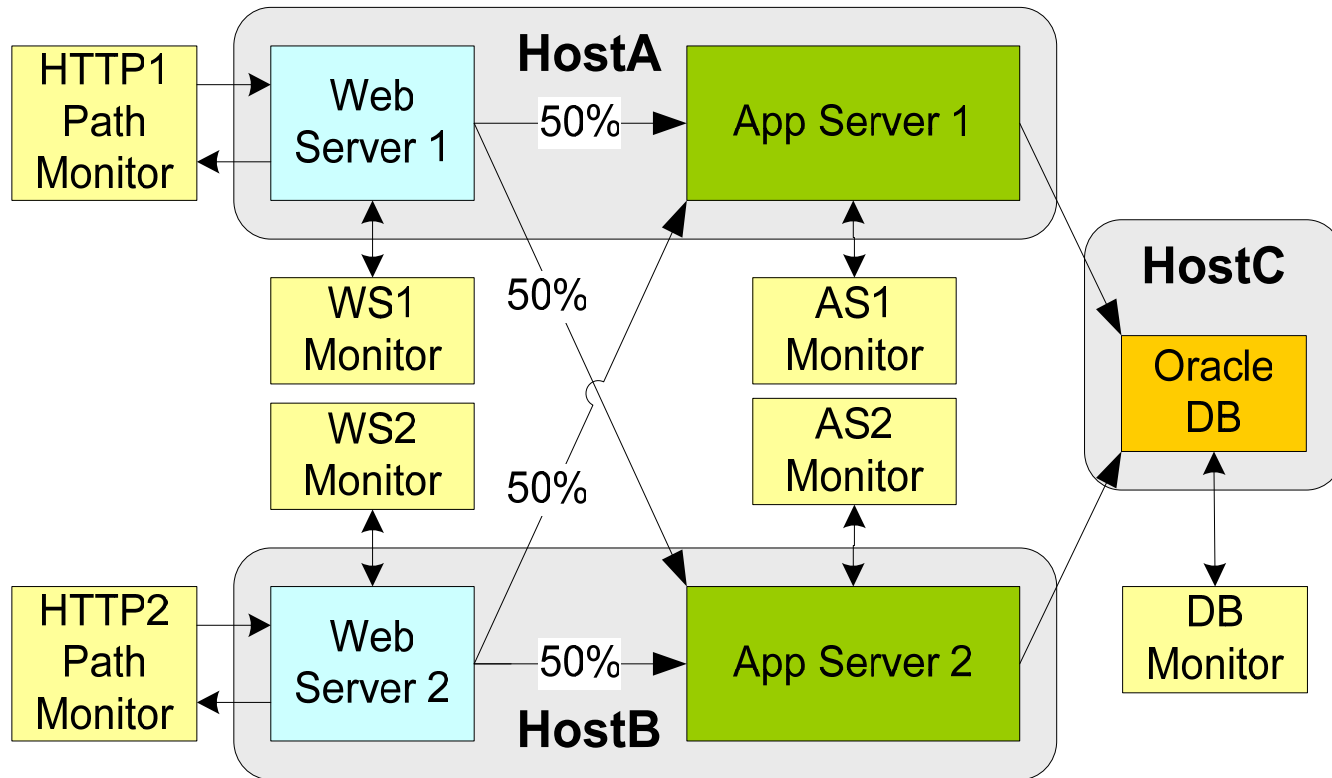 HostA
HTTP1
Path
Monitor
Web
Server 1
50%
App Server 1
HostC
WS1
Monitor
50%
AS1
Monitor
Oracle
DB
WS2
Monitor
50%
AS2
Monitor
HTTP2
Path
Monitor
Web
Server 2
50%
App Server 2
DB
Monitor
HostB